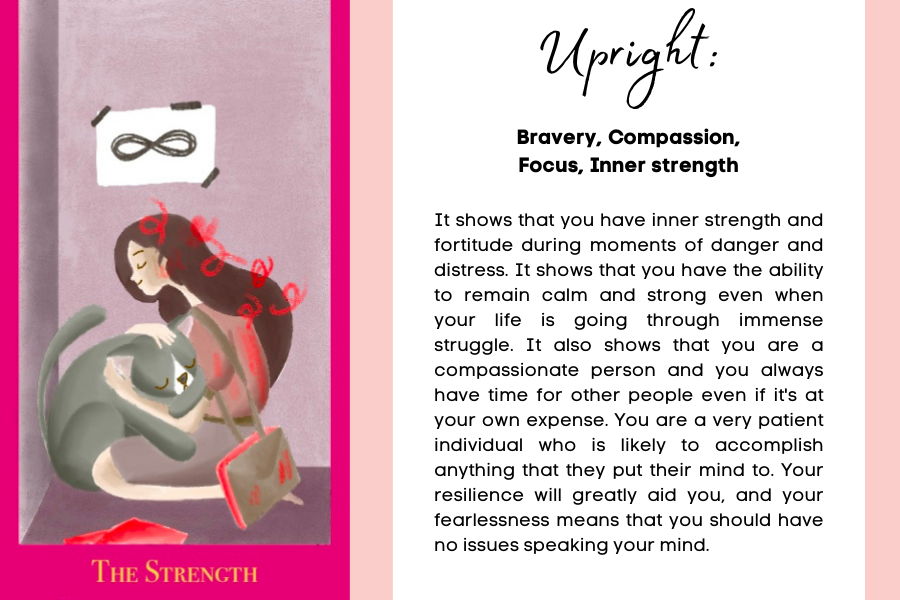 Upright:
Bravery, Compassion,
Focus, Inner strength
It shows that you have inner strength and
fortitude during moments of danger and
distress. It shows that you have the ability
to remain calm and strong even when
your life is going through immense
struggle. It also shows that you are a
compassionate person and you always
have time for other people even if it's at
your own expense. You are a very patient
individual who is likely to accomplish
anything that they put their mind to. Your
resilience will greatly aid you, and your
fearlessness means that you should have
no issues speaking your mind.
The Strength